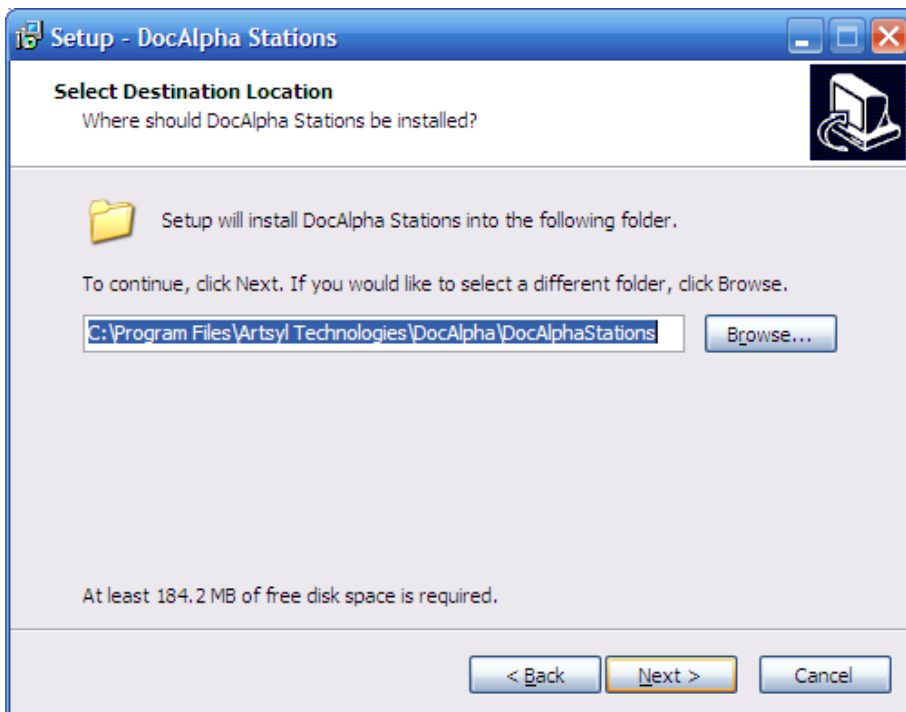 Setup - DocAlpha Stations
Select Destination Location
Where should DocAlpha Stations be installed?
Setup will install DocAlpha Stations into the following folder.
To continue, click Next. If you would like to select a different folder, click Browse.
C:\Program Files\Artsyl Technologies\DocAlpha\DocAlphaStations
Browse...
At least 184.2 MB of free disk space is required.
< Back Next > Cancel